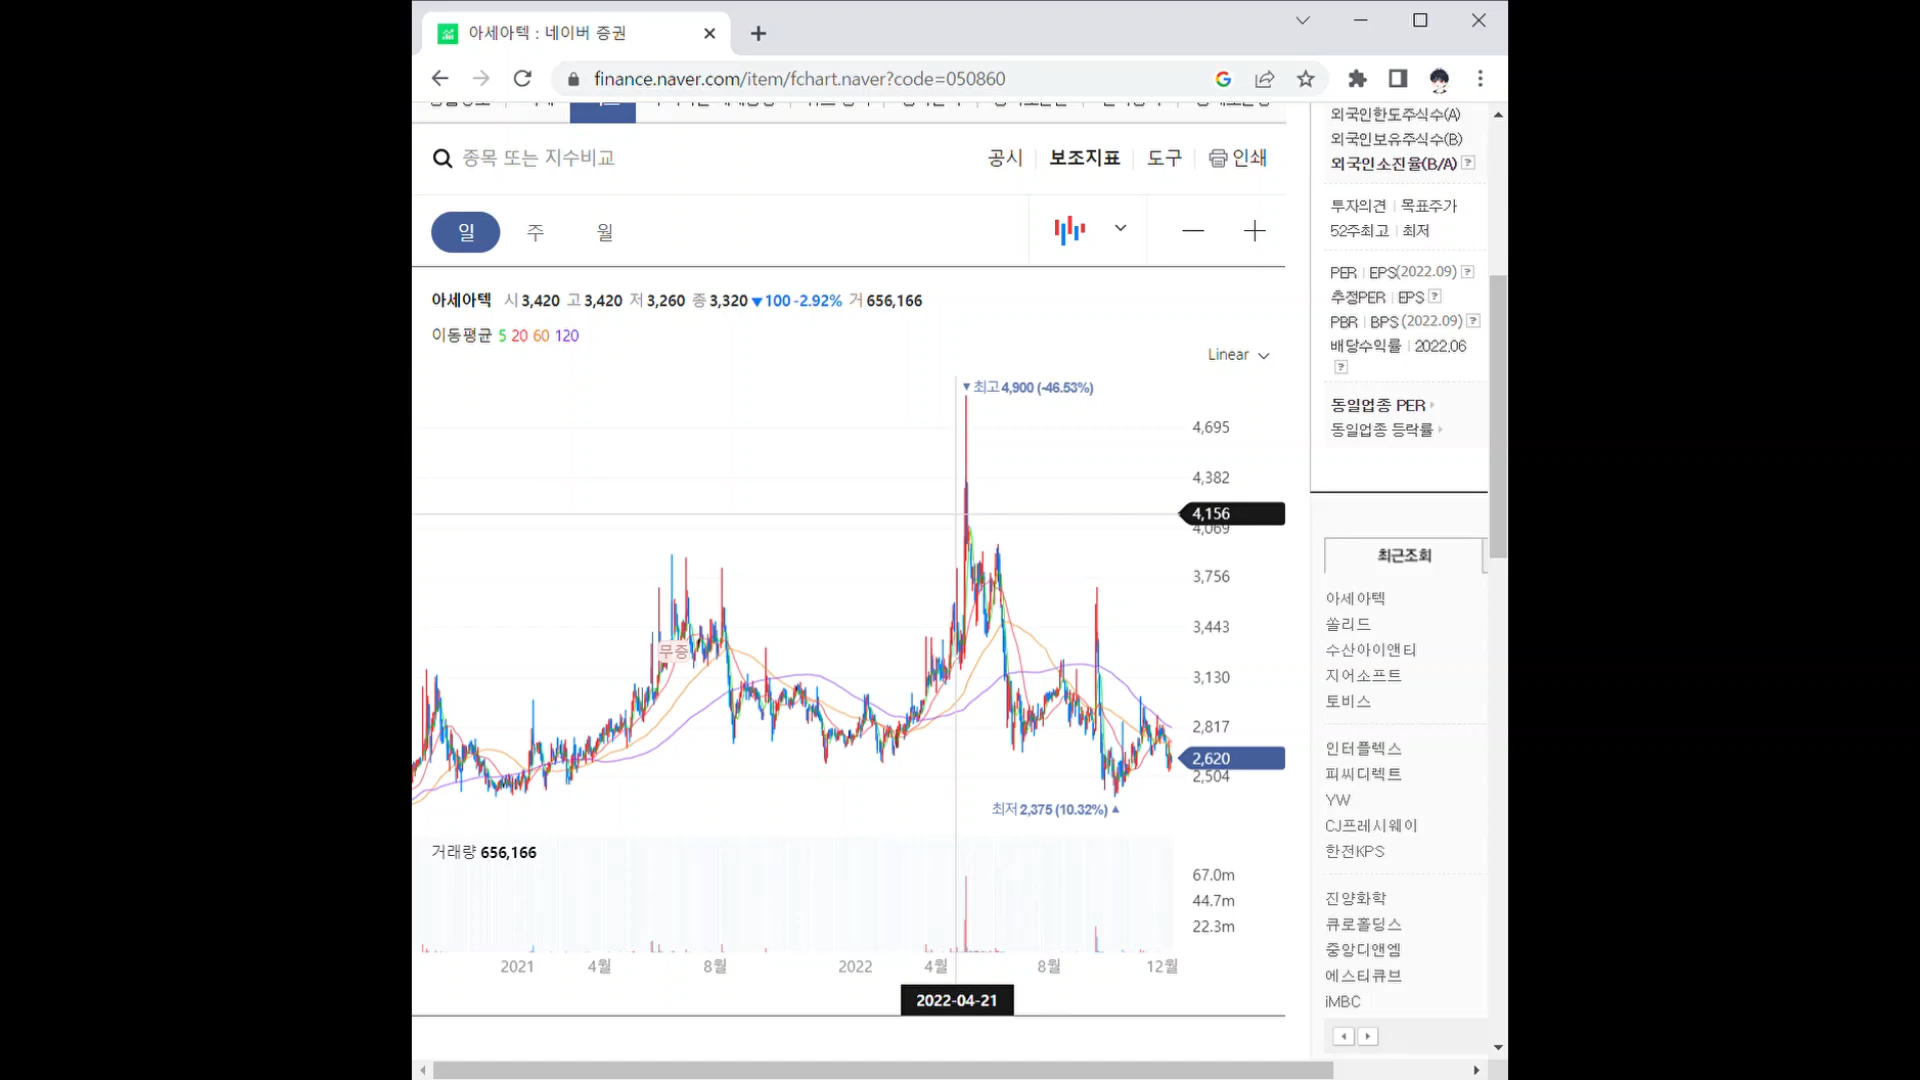 아세아텍 : 네이버 증권
finance.naver.com/item/fchart.naver?code=050860
종목 또는 지수비교
공시
보조지표
도구
인쇄
일
주
월
아세아텍 시 3,420 고 3,420 저 3,260 종 3,320 ▼100 -2.92% 거 656,166
이동평균 5 20 60 120
Linear
▼최고 4,900 (-46.53%)
4,695
4,382
4,156
4,069
3,756
3,443
3,130
2,817
2,620
2,504
무증
최저 2,375 (10.32%) ▲
거래량 656,166
67.0m
44.7m
22.3m
2021
4월
8월
2022
4월
8월
12월
2022-04-21
외국인한도주식수(A)
외국인보유주식수(B)
외국인소진율(B/A) ?
투자의견 | 목표주가
52주최고 | 최저
PER | EPS(2022.09) ?
추정PER | EPS ?
PBR | BPS (2022.09) ?
배당수익률 | 2022.06
?
동일업종 PER
동일업종 등락률
최근조회
아세아텍
쏠리드
수산아이앤티
지어소프트
토비스
인터플렉스
피씨디렉트
YW
CJ프레시웨이
한전KPS
진양화학
큐로홀딩스
중앙디앤엠
에스티큐브
iMBC